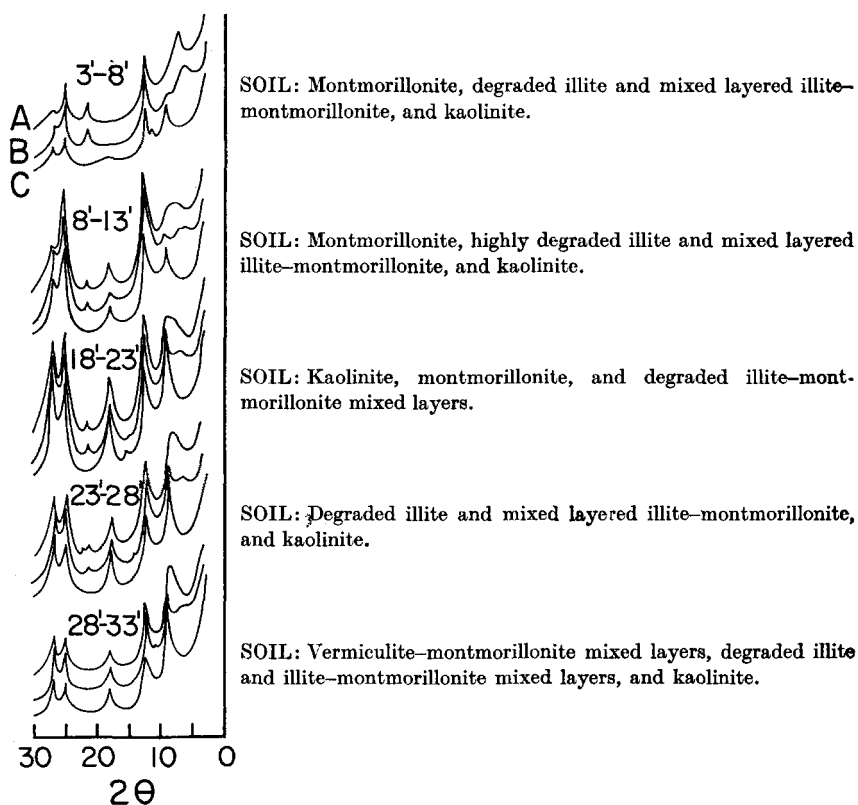 3'-8'
SOIL: Montmorillonite, degraded illite and mixed layered illite–
montmorillonite, and kaolinite.
A
B
C
8'-13'
SOIL: Montmorillonite, highly degraded illite and mixed layered
illite–montmorillonite, and kaolinite.
18'-23'
SOIL: Kaolinite, montmorillonite, and degraded illite–mont-
morillonite mixed layers.
23'-28'
SOIL: Degraded illite and mixed layered illite–montmorillonite,
and kaolinite.
28'-33'
SOIL: Vermiculite–montmorillonite mixed layers, degraded illite
and illite–montmorillonite mixed layers, and kaolinite.
30 20 10 0
2θ